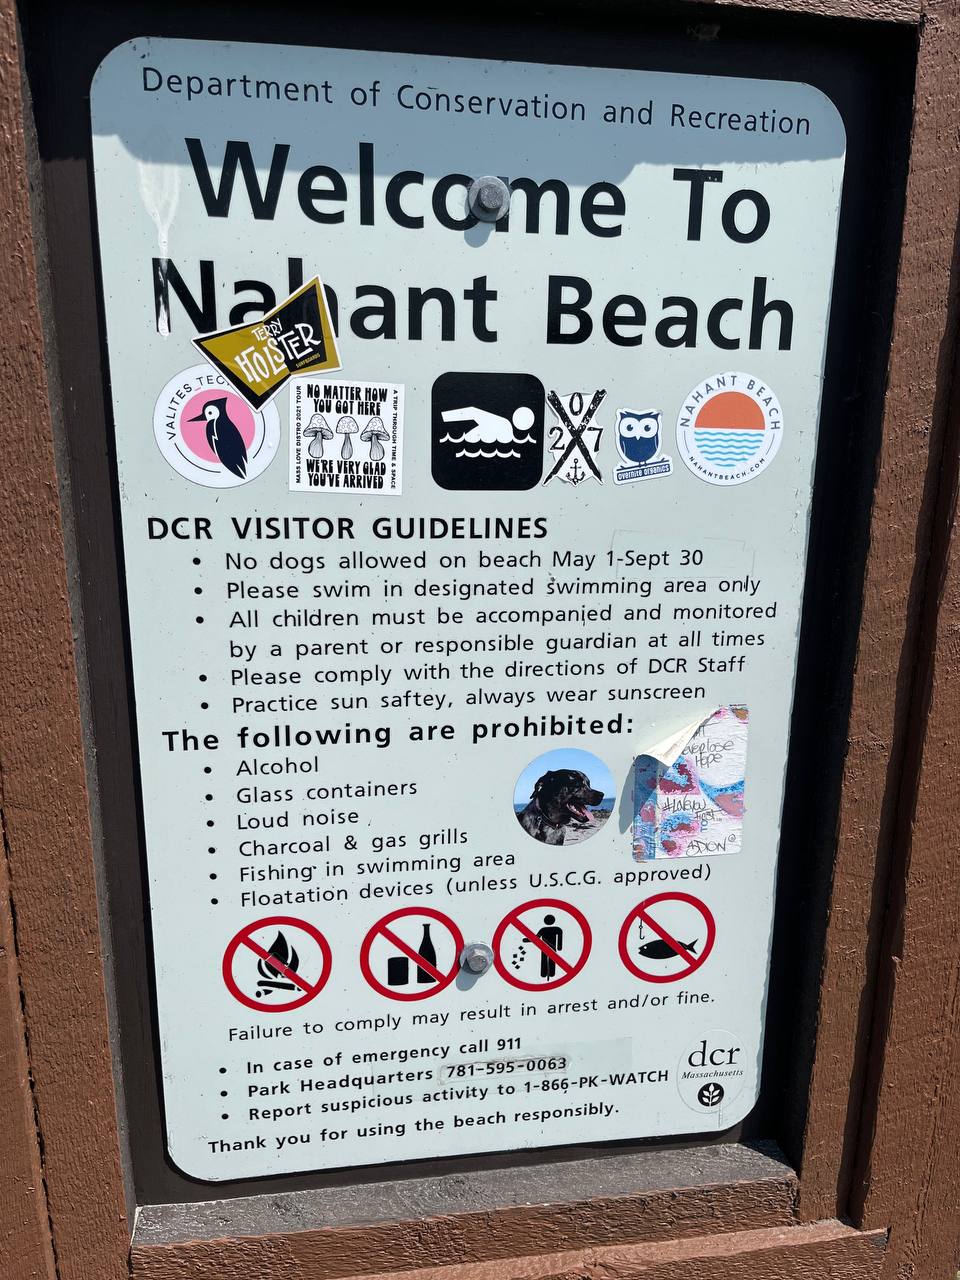 Department of Conservation and Recreation
Welcome To
Nahant Beach
TERRY
HOLSTER
SURFBOARDS
VALITES_TEC
NO MATTER HOW
YOU GOT HERE
WE'RE VERY GLAD
YOU'VE ARRIVED
MASS LOVE DISTRO 2021 TOUR
A TRIP THROUGH TIME & SPACE
0
2 7
overnite organics
NAHANT BEACH
NAHANTBEACH.COM
DCR VISITOR GUIDELINES
• No dogs allowed on beach May 1-Sept 30
• Please swim in designated swimming area only
• All children must be accompanied and monitored
by a parent or responsible guardian at all times
• Please comply with the directions of DCR Staff
• Practice sun saftey, always wear sunscreen
The following are prohibited:
• Alcohol
• Glass containers
• Loud noise
• Charcoal & gas grills
• Fishing in swimming area
• Floatation devices (unless U.S.C.G. approved)
lose
Hope
Failure to comply may result in arrest and/or fine.
• In case of emergency call 911
• Park Headquarters 781-595-0063
• Report suspicious activity to 1-866-PK-WATCH
Thank you for using the beach responsibly.
dcr
Massachusetts